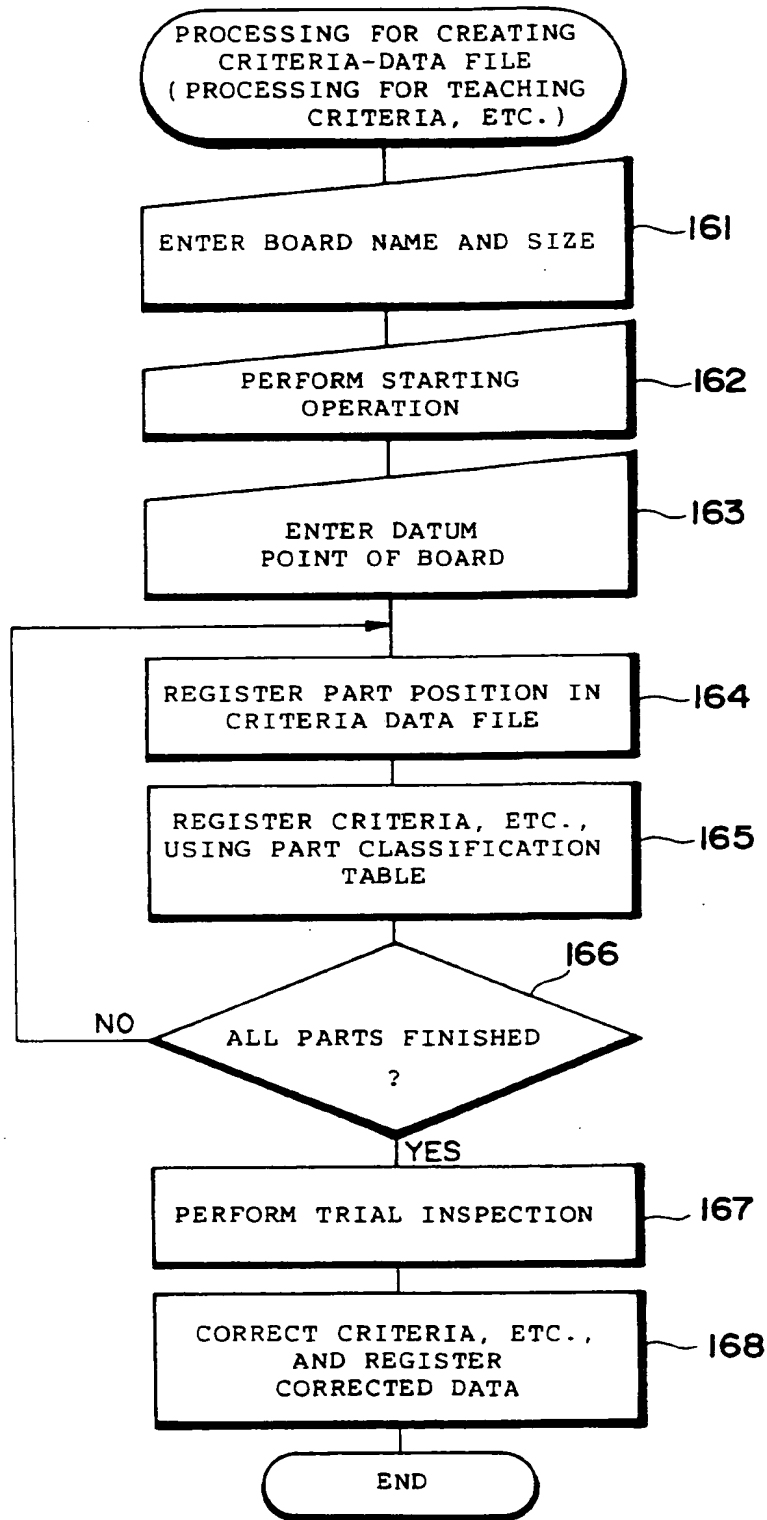 PROCESSING FOR CREATING
CRITERIA-DATA FILE
(PROCESSING FOR TEACHING
CRITERIA, ETC.)
ENTER BOARD NAME AND SIZE
161
PERFORM STARTING
OPERATION
162
ENTER DATUM
POINT OF BOARD
163
REGISTER PART POSITION IN
CRITERIA DATA FILE
164
REGISTER CRITERIA, ETC.,
USING PART CLASSIFICATION
TABLE
165
166
NO
ALL PARTS FINISHED
?
YES
PERFORM TRIAL INSPECTION
167
CORRECT CRITERIA, ETC.,
AND REGISTER
CORRECTED DATA
168
END